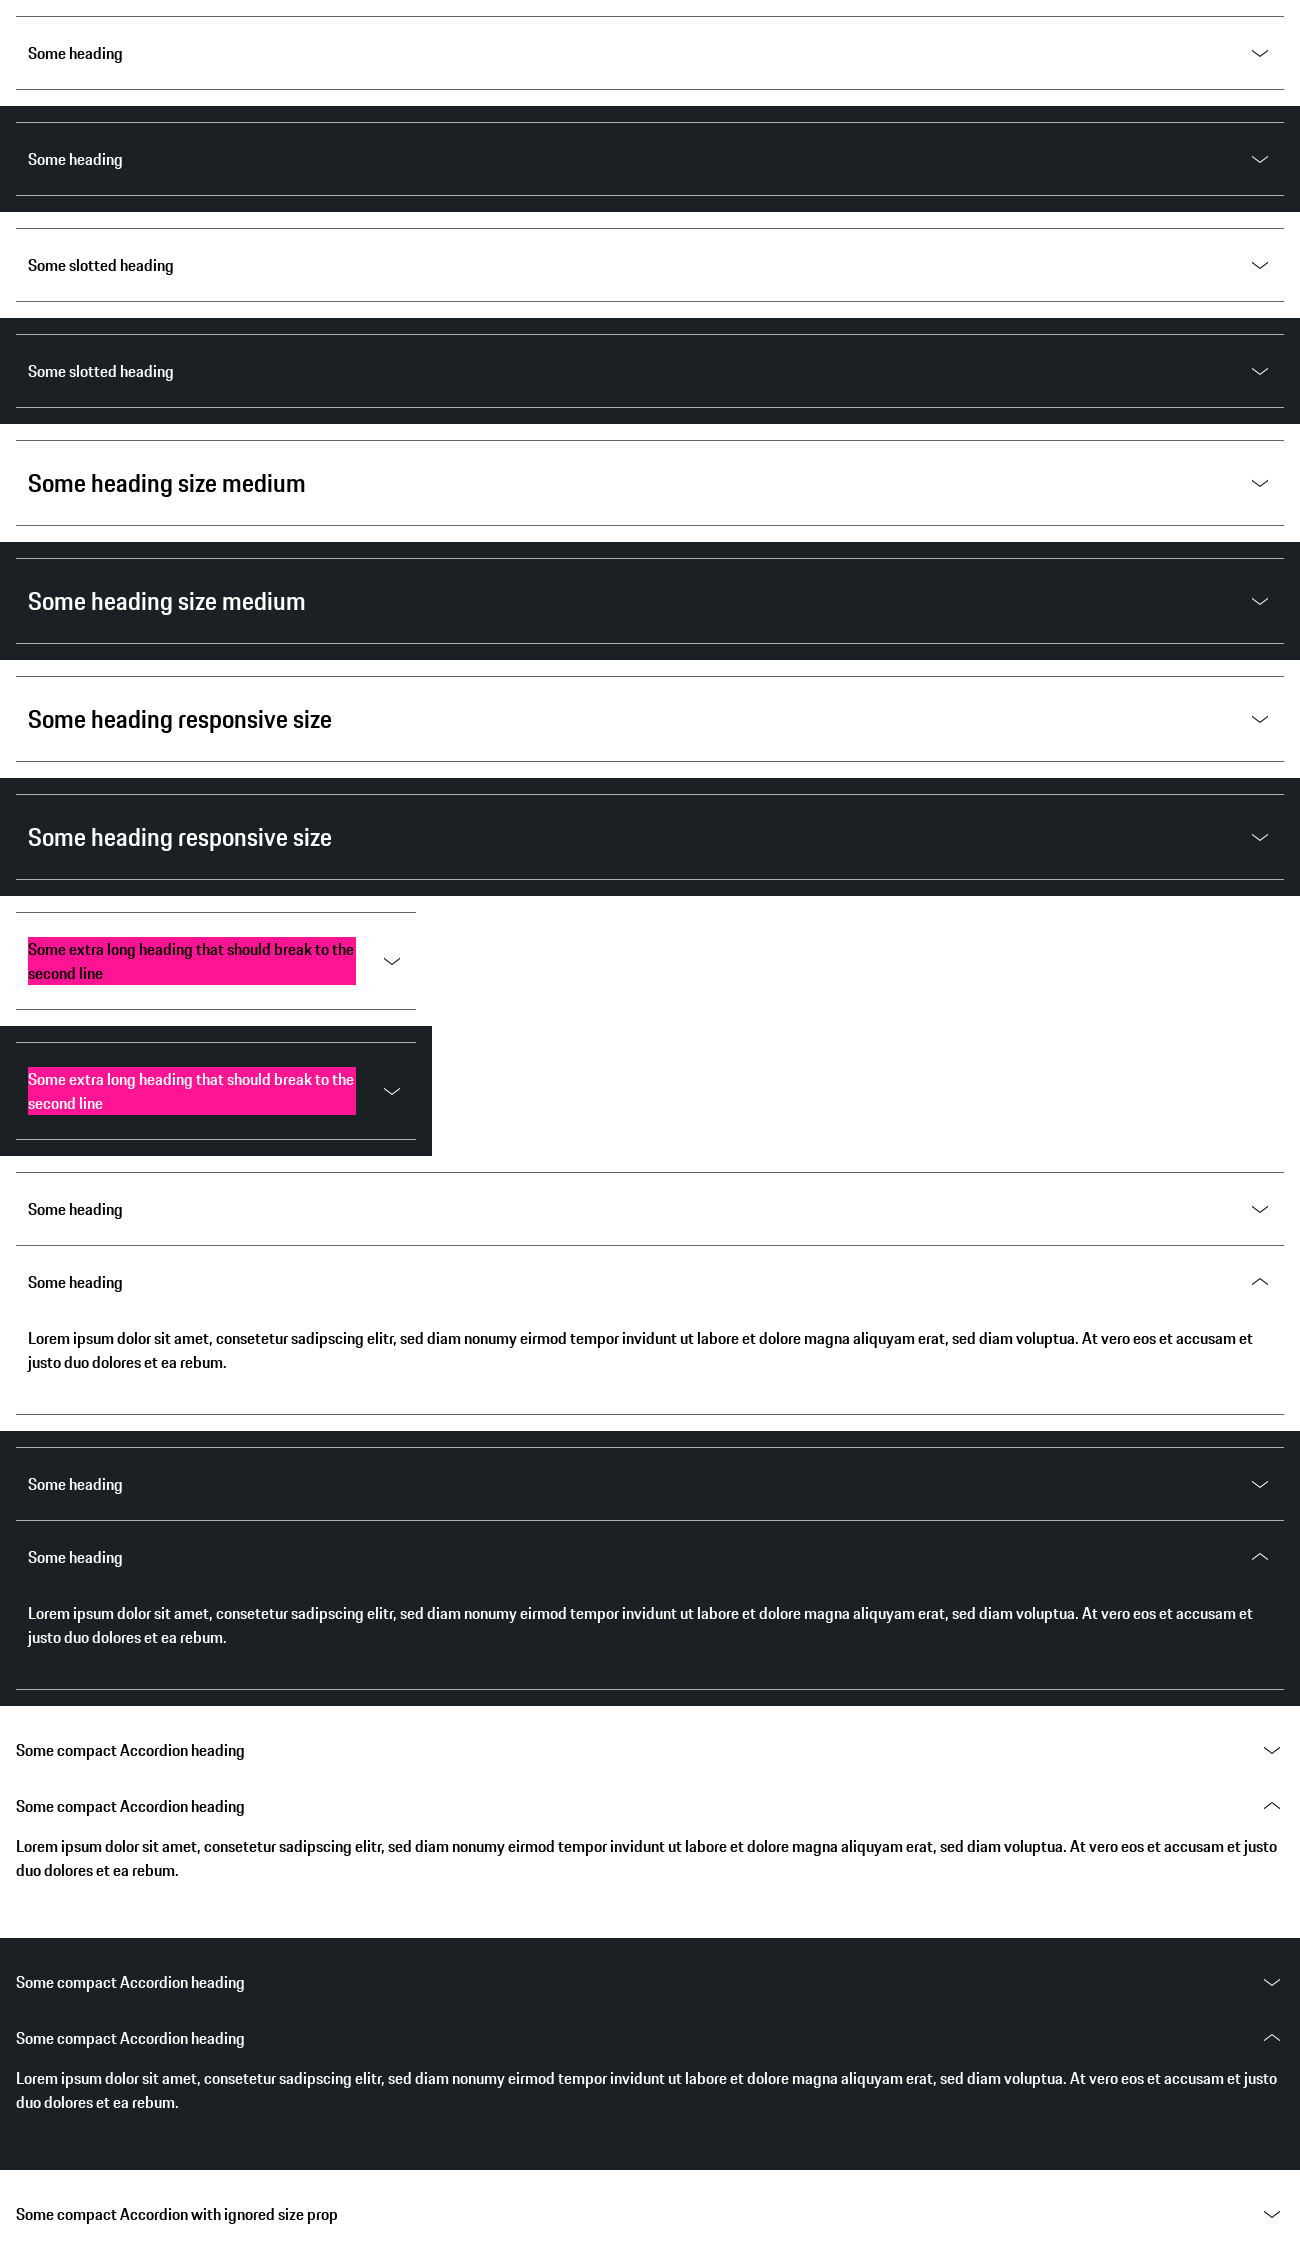 Some heading
Some heading
Some slotted heading
Some slotted heading
Some heading size medium
Some heading size medium
Some heading responsive size
Some heading responsive size
Some extra long heading that should break to the
second line
Some extra long heading that should break to the
second line
Some heading
Some heading
Lorem ipsum dolor sit amet, consetetur sadipscing elitr, sed diam nonumy eirmod tempor invidunt ut labore et dolore magna aliquyam erat, sed diam voluptua. At vero eos et accusam et
justo duo dolores et ea rebum.
Some heading
Some heading
Lorem ipsum dolor sit amet, consetetur sadipscing elitr, sed diam nonumy eirmod tempor invidunt ut labore et dolore magna aliquyam erat, sed diam voluptua. At vero eos et accusam et
justo duo dolores et ea rebum.
Some compact Accordion heading
Some compact Accordion heading
Lorem ipsum dolor sit amet, consetetur sadipscing elitr, sed diam nonumy eirmod tempor invidunt ut labore et dolore magna aliquyam erat, sed diam voluptua. At vero eos et accusam et justo
duo dolores et ea rebum.
Some compact Accordion heading
Some compact Accordion heading
Lorem ipsum dolor sit amet, consetetur sadipscing elitr, sed diam nonumy eirmod tempor invidunt ut labore et dolore magna aliquyam erat, sed diam voluptua. At vero eos et accusam et justo
duo dolores et ea rebum.
Some compact Accordion with ignored size prop